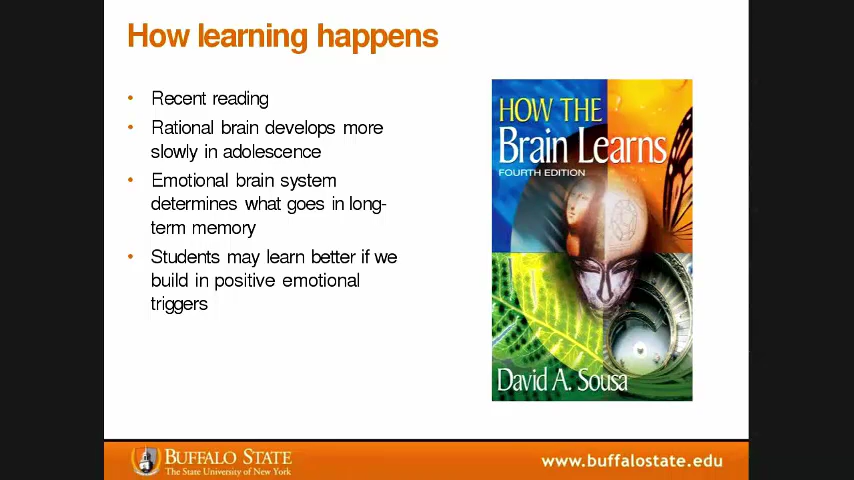 How learning happens
• Recent reading
• Rational brain develops more
slowly in adolescence
• Emotional brain system
determines what goes in long-
term memory
• Students may learn better if we
build in positive emotional
triggers
HOW THE
Brain Learns
FOURTH EDITION
David A. Sousa
BUFFALO STATE
The State University of New York
www.buffalostate.edu